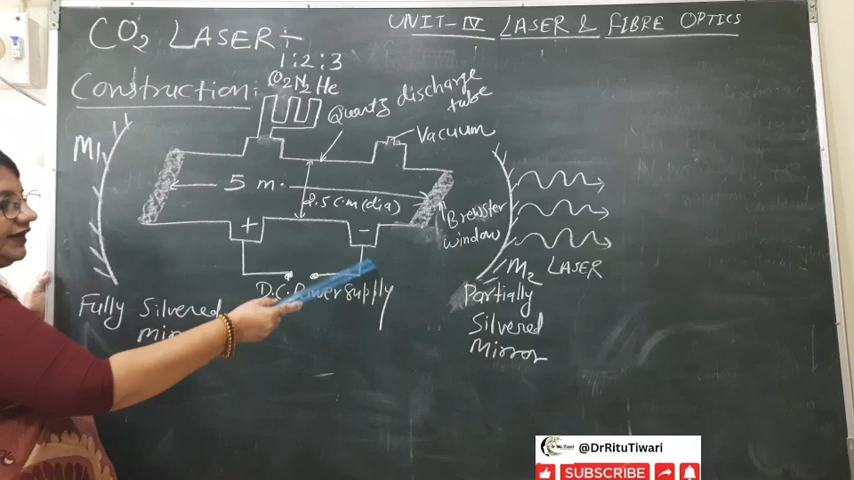 UNIT-IV LASER & FIBRE OPTICS
CO2 LASER:-
1:2:3
CO2 N2 He
Construction:
Quartz discharge tube
Vacuum
M1
5 m.
2.5 cm (dia)
Brewster
window
+
-
M2 LASER
D.C. Power supply
Fully Silvered
Mirror
Partially
Silvered
Mirror
@DrRituTiwari
SUBSCRIBE